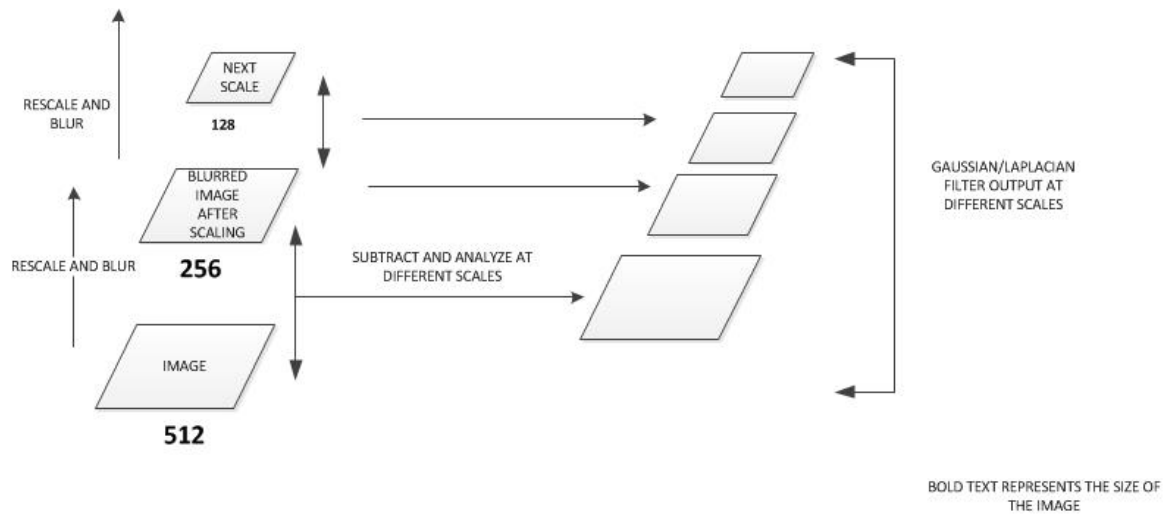 NEXT
SCALE
RESCALE AND
BLUR
128
BLURRED
IMAGE
AFTER
SCALING
RESCALE AND BLUR
256
IMAGE
512
SUBTRACT AND ANALYZE AT
DIFFERENT SCALES
GAUSSIAN/LAPLACIAN
FILTER OUTPUT AT
DIFFERENT SCALES
BOLD TEXT REPRESENTS THE SIZE OF
THE IMAGE